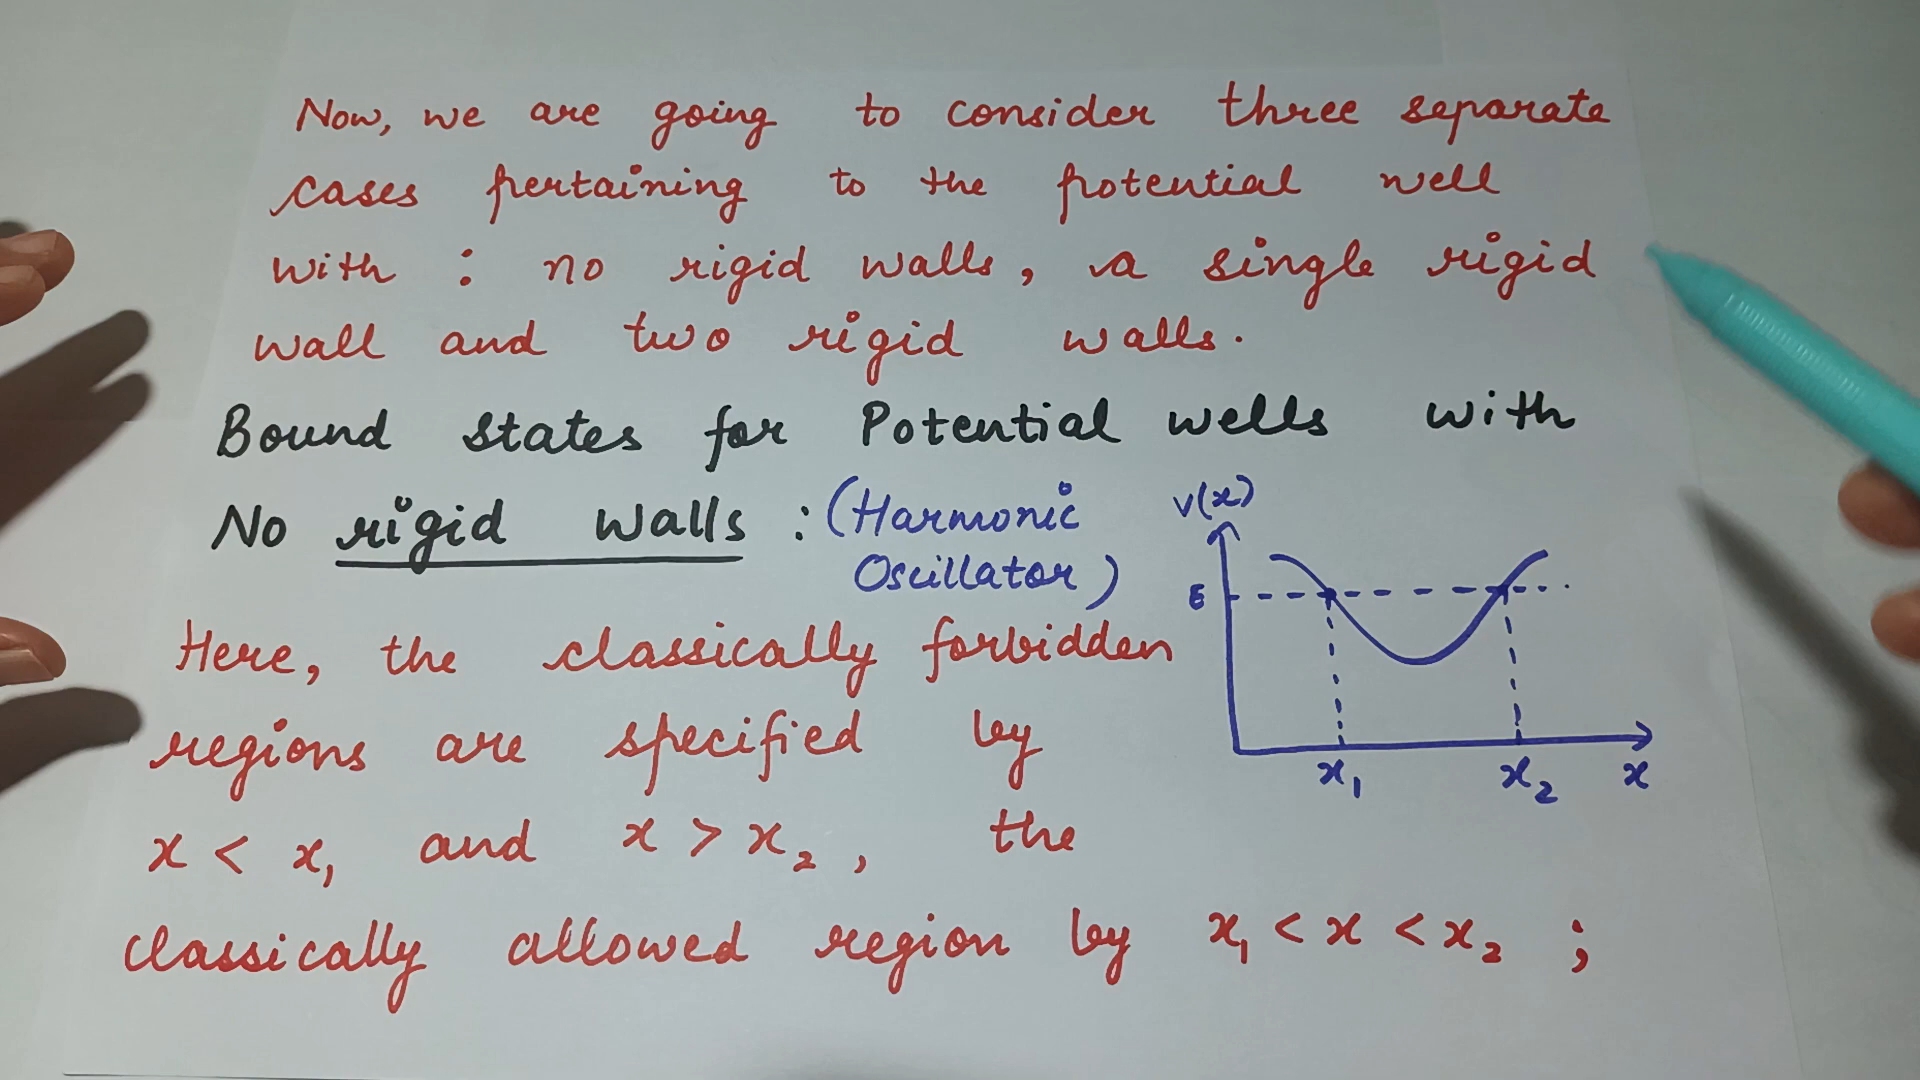 Now, we are going to consider three separate
cases pertaining to the potential well
with : no rigid walls, a single rigid
wall and two rigid walls.
Bound states for Potential wells with
No rigid walls : (Harmonic
Oscillator)
V(x)
E
x₁ x₂ x
Here, the classically forbidden
regions are specified by
x < x₁ and x > x₂, the
classically allowed region by x₁ < x < x₂ ;